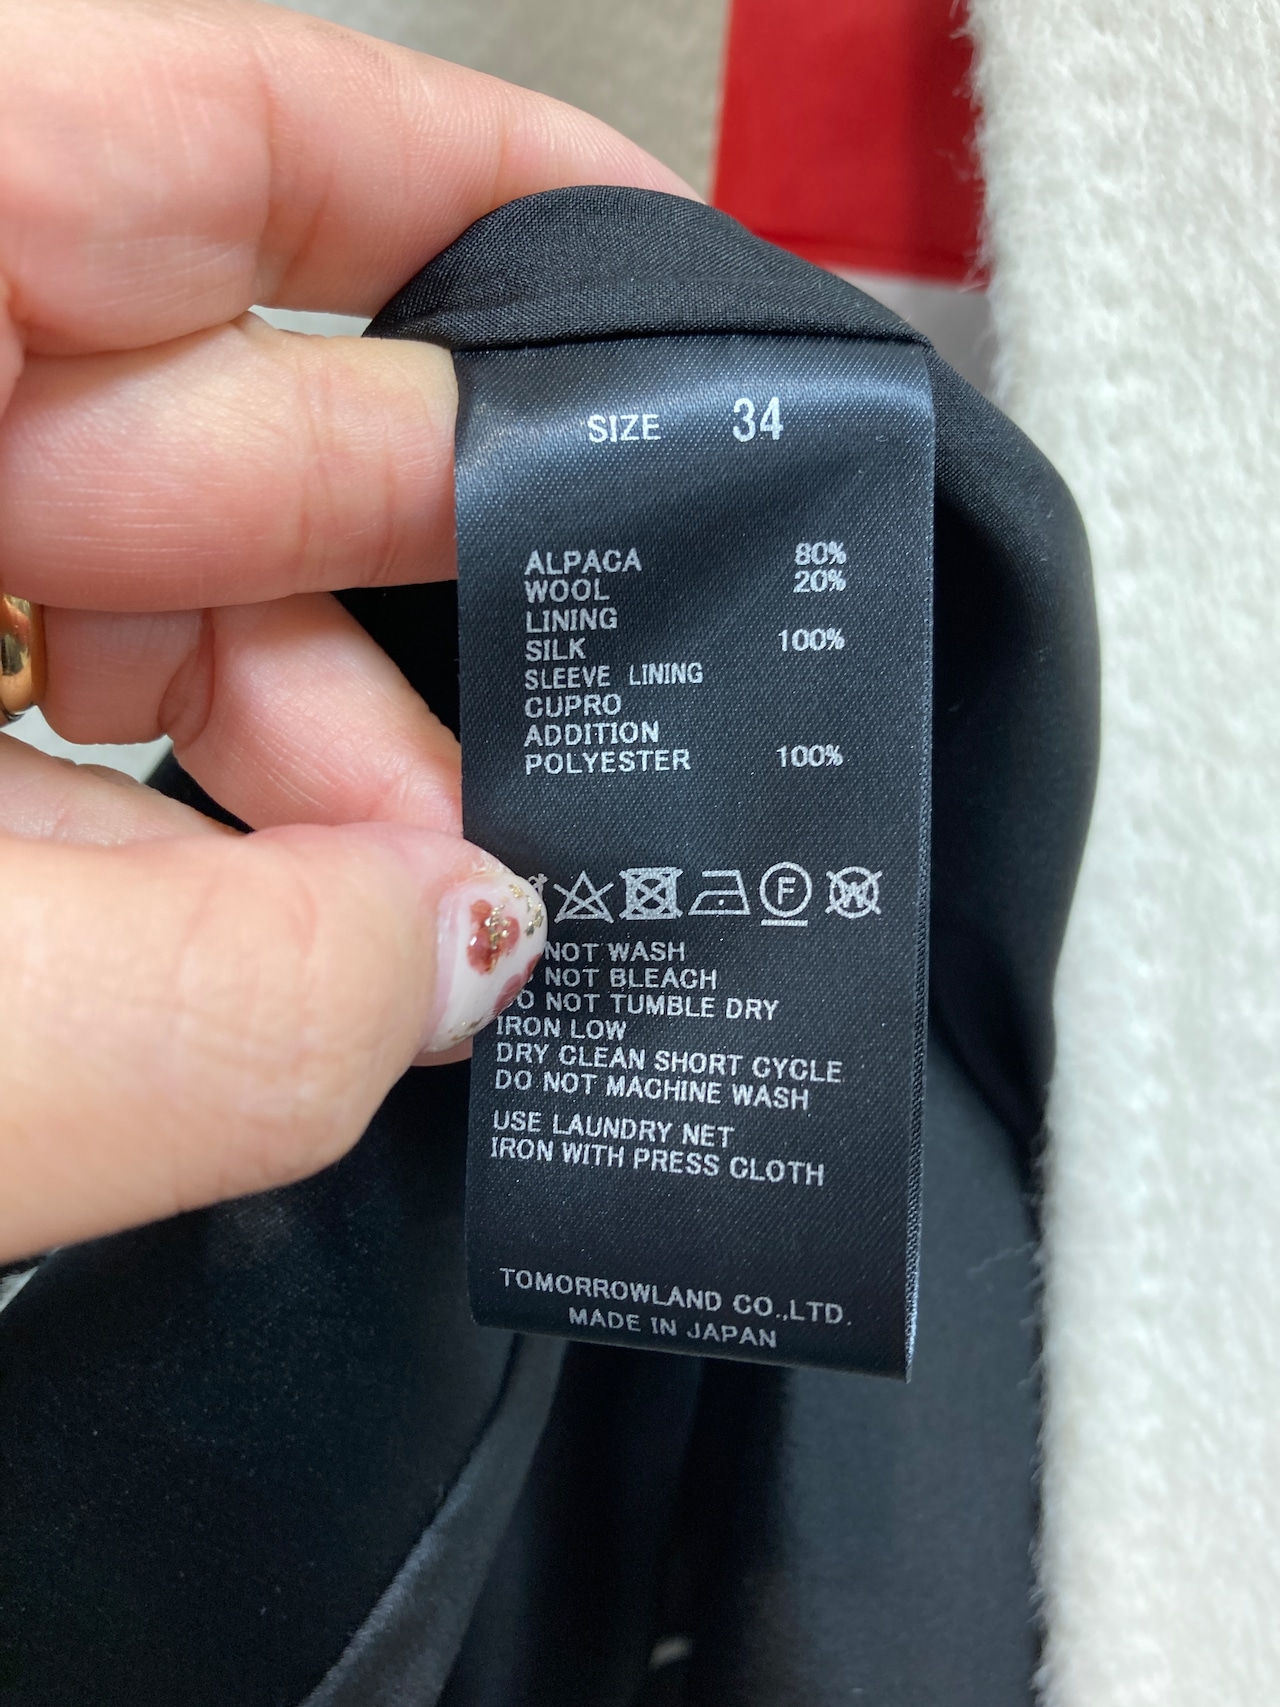 SIZE 34
ALPACA 80%
WOOL 20%
LINING
SILK 100%
SLEEVE LINING
CUPRO
ADDITION
POLYESTER 100%
F
W
NOT WASH
NOT BLEACH
DO NOT TUMBLE DRY
IRON LOW
DRY CLEAN SHORT CYCLE
DO NOT MACHINE WASH
USE LAUNDRY NET
IRON WITH PRESS CLOTH
TOMORROWLAND CO.,LTD.
MADE IN JAPAN